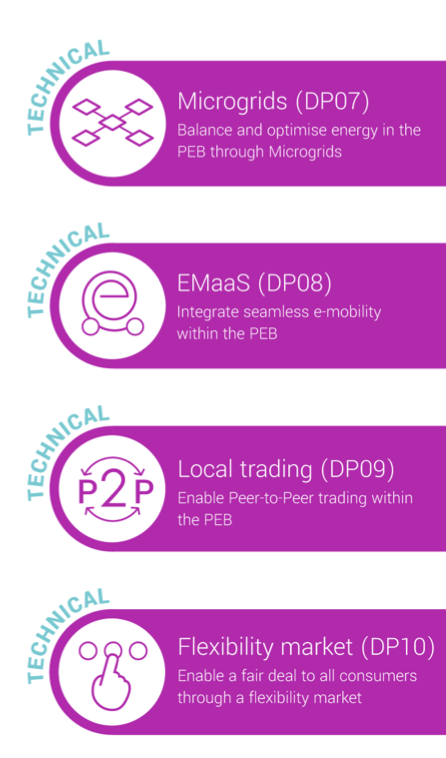 TECHNICAL
Microgrids (DP07)
Balance and optimise energy in the
PEB through Microgrids
TECHNICAL
e
EMaaS (DP08)
Integrate seamless e-mobility
within the PEB
TECHNICAL
P2P
Local trading (DP09)
Enable Peer-to-Peer trading within
the PEB
TECHNICAL
Flexibility market (DP10)
Enable a fair deal to all consumers
through a flexibility market